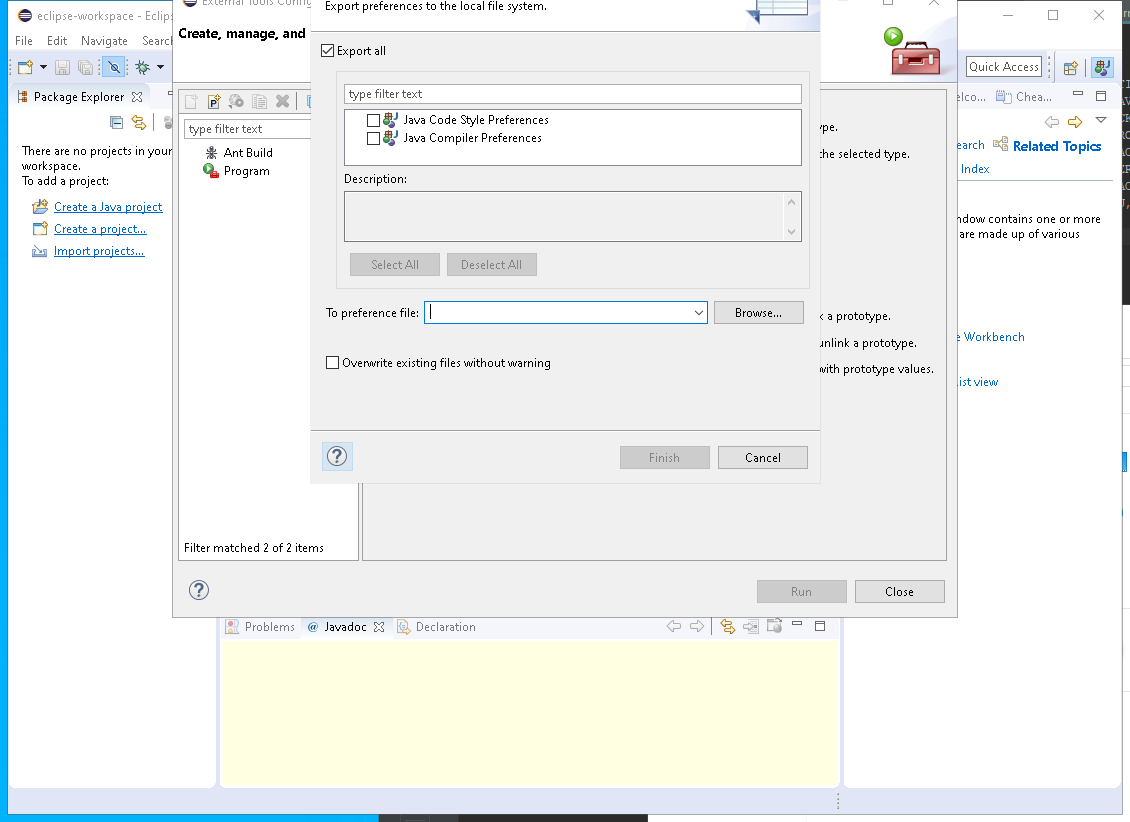 eclipse-workspace - Eclips
External Tools Config
Export preferences to the local file system.
File Edit Navigate Search
Create, manage, and
Export all
Quick Access
Package Explorer
type filter text
Java Code Style Preferences
Java Compiler Preferences
type filter text
Ant Build
Program
There are no projects in your
workspace.
To add a project:
Create a Java project
Create a project...
Import projects...
Description:
Select All Deselect All
To preference file:
Browse...
Overwrite existing files without warning
Finish Cancel
ype.
the selected type.
k a prototype.
unlink a prototype.
with prototype values.
Filter matched 2 of 2 items
Run Close
elco... Chea...
earch Related Topics
Index
ndow contains one or more
are made up of various
e Workbench
ist view
Problems @ Javadoc Declaration